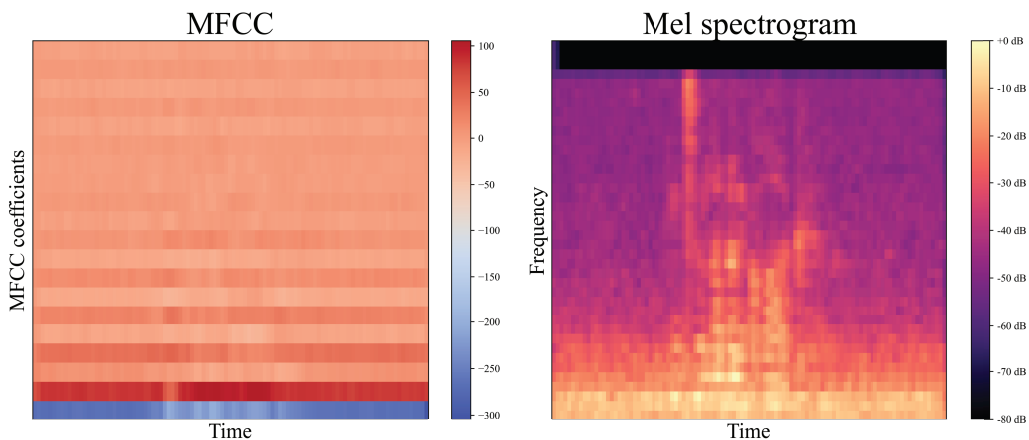 MFCC
Mel spectrogram
MFCC coefficients
Time
100
50
0
−50
−100
−150
−200
−250
−300
Frequency
Time
+0 dB
-10 dB
-20 dB
-30 dB
-40 dB
-50 dB
-60 dB
-70 dB
-80 dB